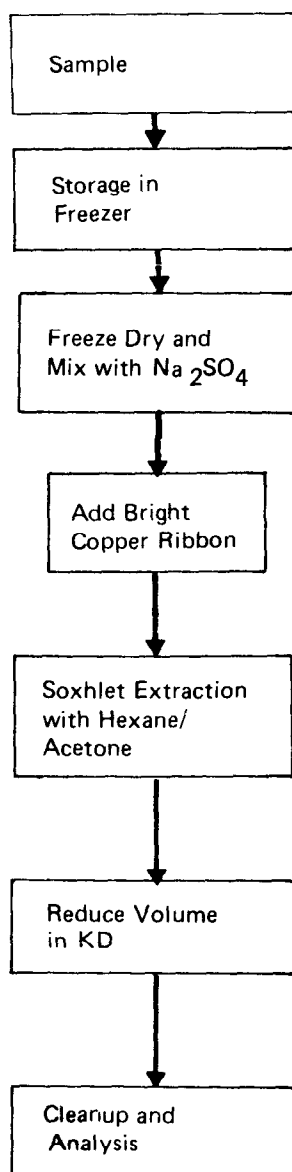 Sample
Storage in
Freezer
Freeze Dry and
Mix with Na2SO4
Add Bright
Copper Ribbon
Soxhlet Extraction
with Hexane/
Acetone
Reduce Volume
in KD
Cleanup and
Analysis